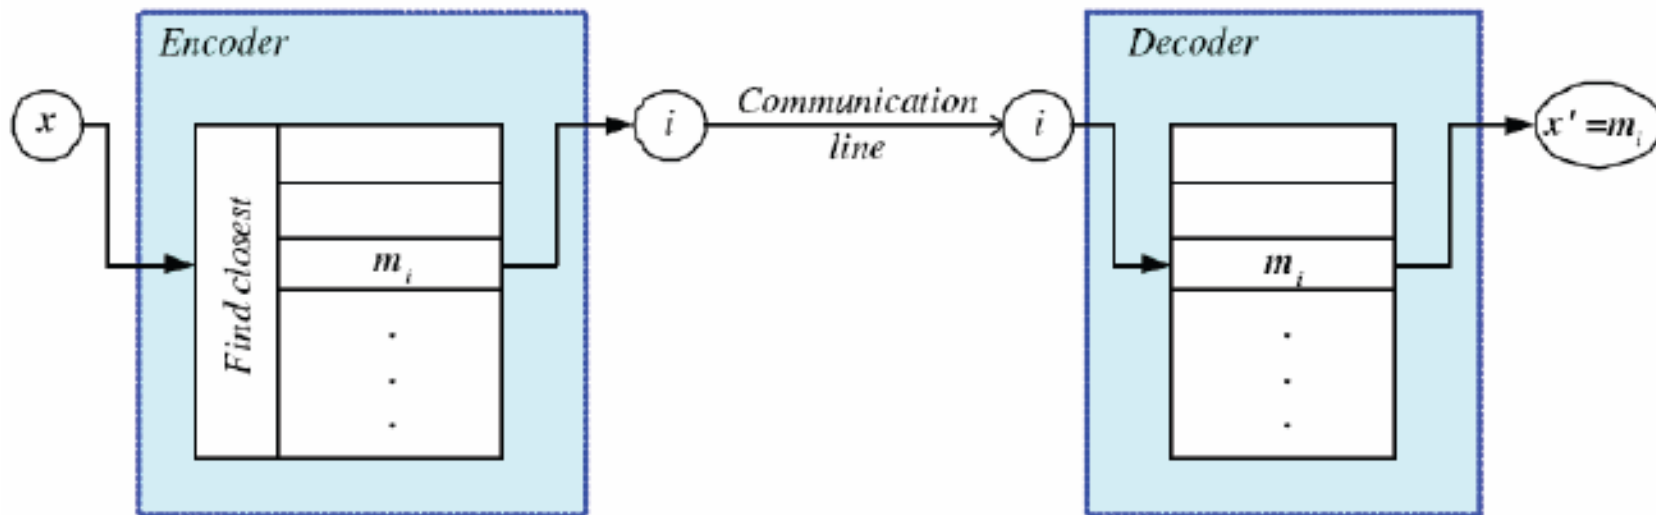 Encoder
Decoder
x
i
Communication
line
i
x' = m_i
Find closest
m_i
.
.
.
m_i
.
.
.